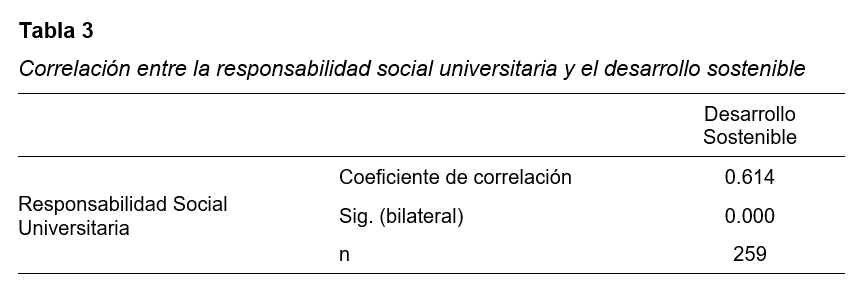 Tabla 3
Correlación entre la responsabilidad social universitaria y el desarrollo sostenible
Desarrollo
Sostenible
Responsabilidad Social
Universitaria
Coeficiente de correlación 0.614
Sig. (bilateral) 0.000
n 259